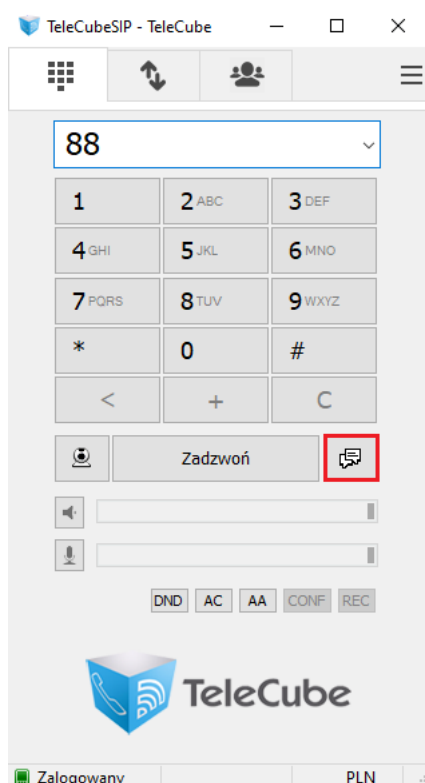 TeleCubeSIP - TeleCube
88
1 2 ABC 3 DEF
4 GHI 5 JKL 6 MNO
7 PQRS 8 TUV 9 WXYZ
* 0 #
< + C
Zadzwoń
DND AC AA CONF REC
TeleCube
Zalogowany PLN